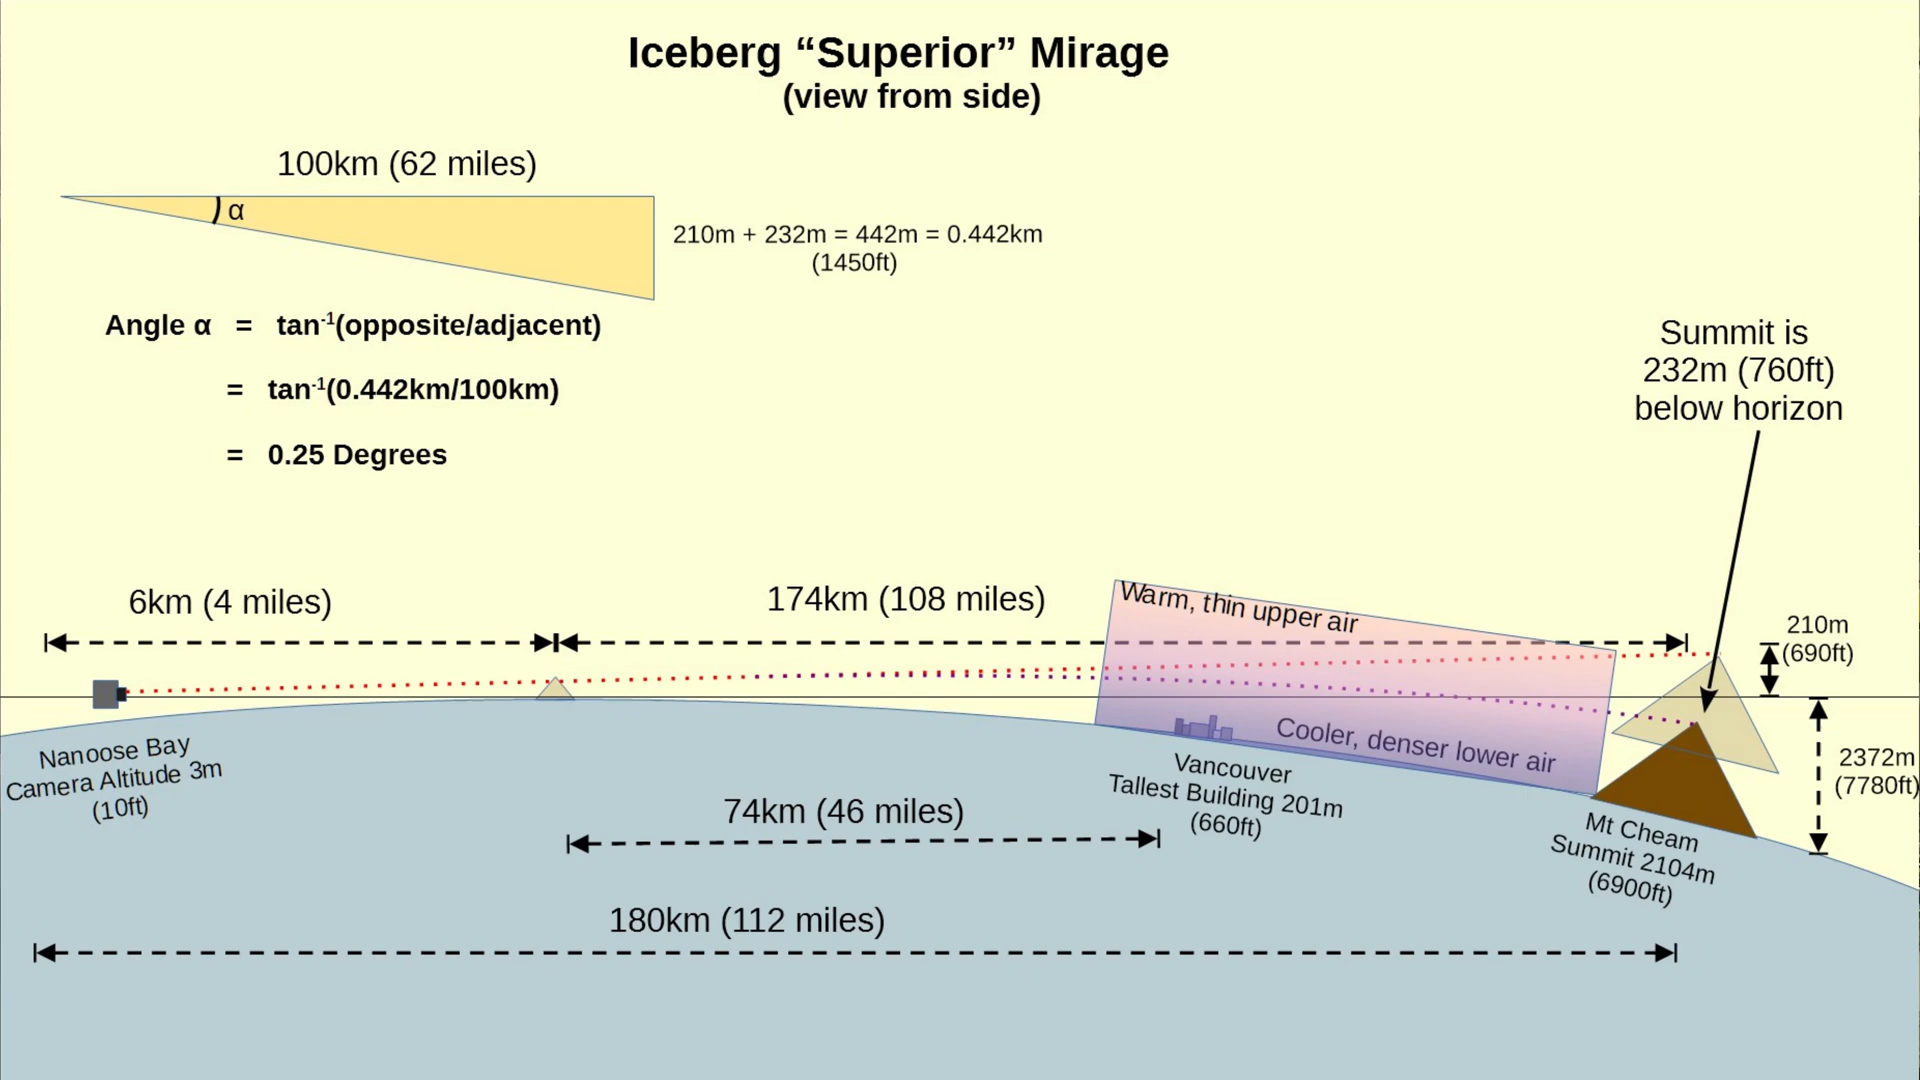 Iceberg “Superior” Mirage
(view from side)
100km (62 miles)
α
210m + 232m = 442m = 0.442km
(1450ft)
Angle α = tan⁻¹(opposite/adjacent)
= tan⁻¹(0.442km/100km)
= 0.25 Degrees
Summit is
232m (760ft)
below horizon
6km (4 miles)
174km (108 miles)
Warm, thin upper air
210m
(690ft)
Cooler, denser lower air
Nanoose Bay
Camera Altitude 3m
(10ft)
Vancouver
Tallest Building 201m
(660ft)
2372m
(7780ft)
74km (46 miles)
Mt Cheam
Summit 2104m
(6900ft)
180km (112 miles)